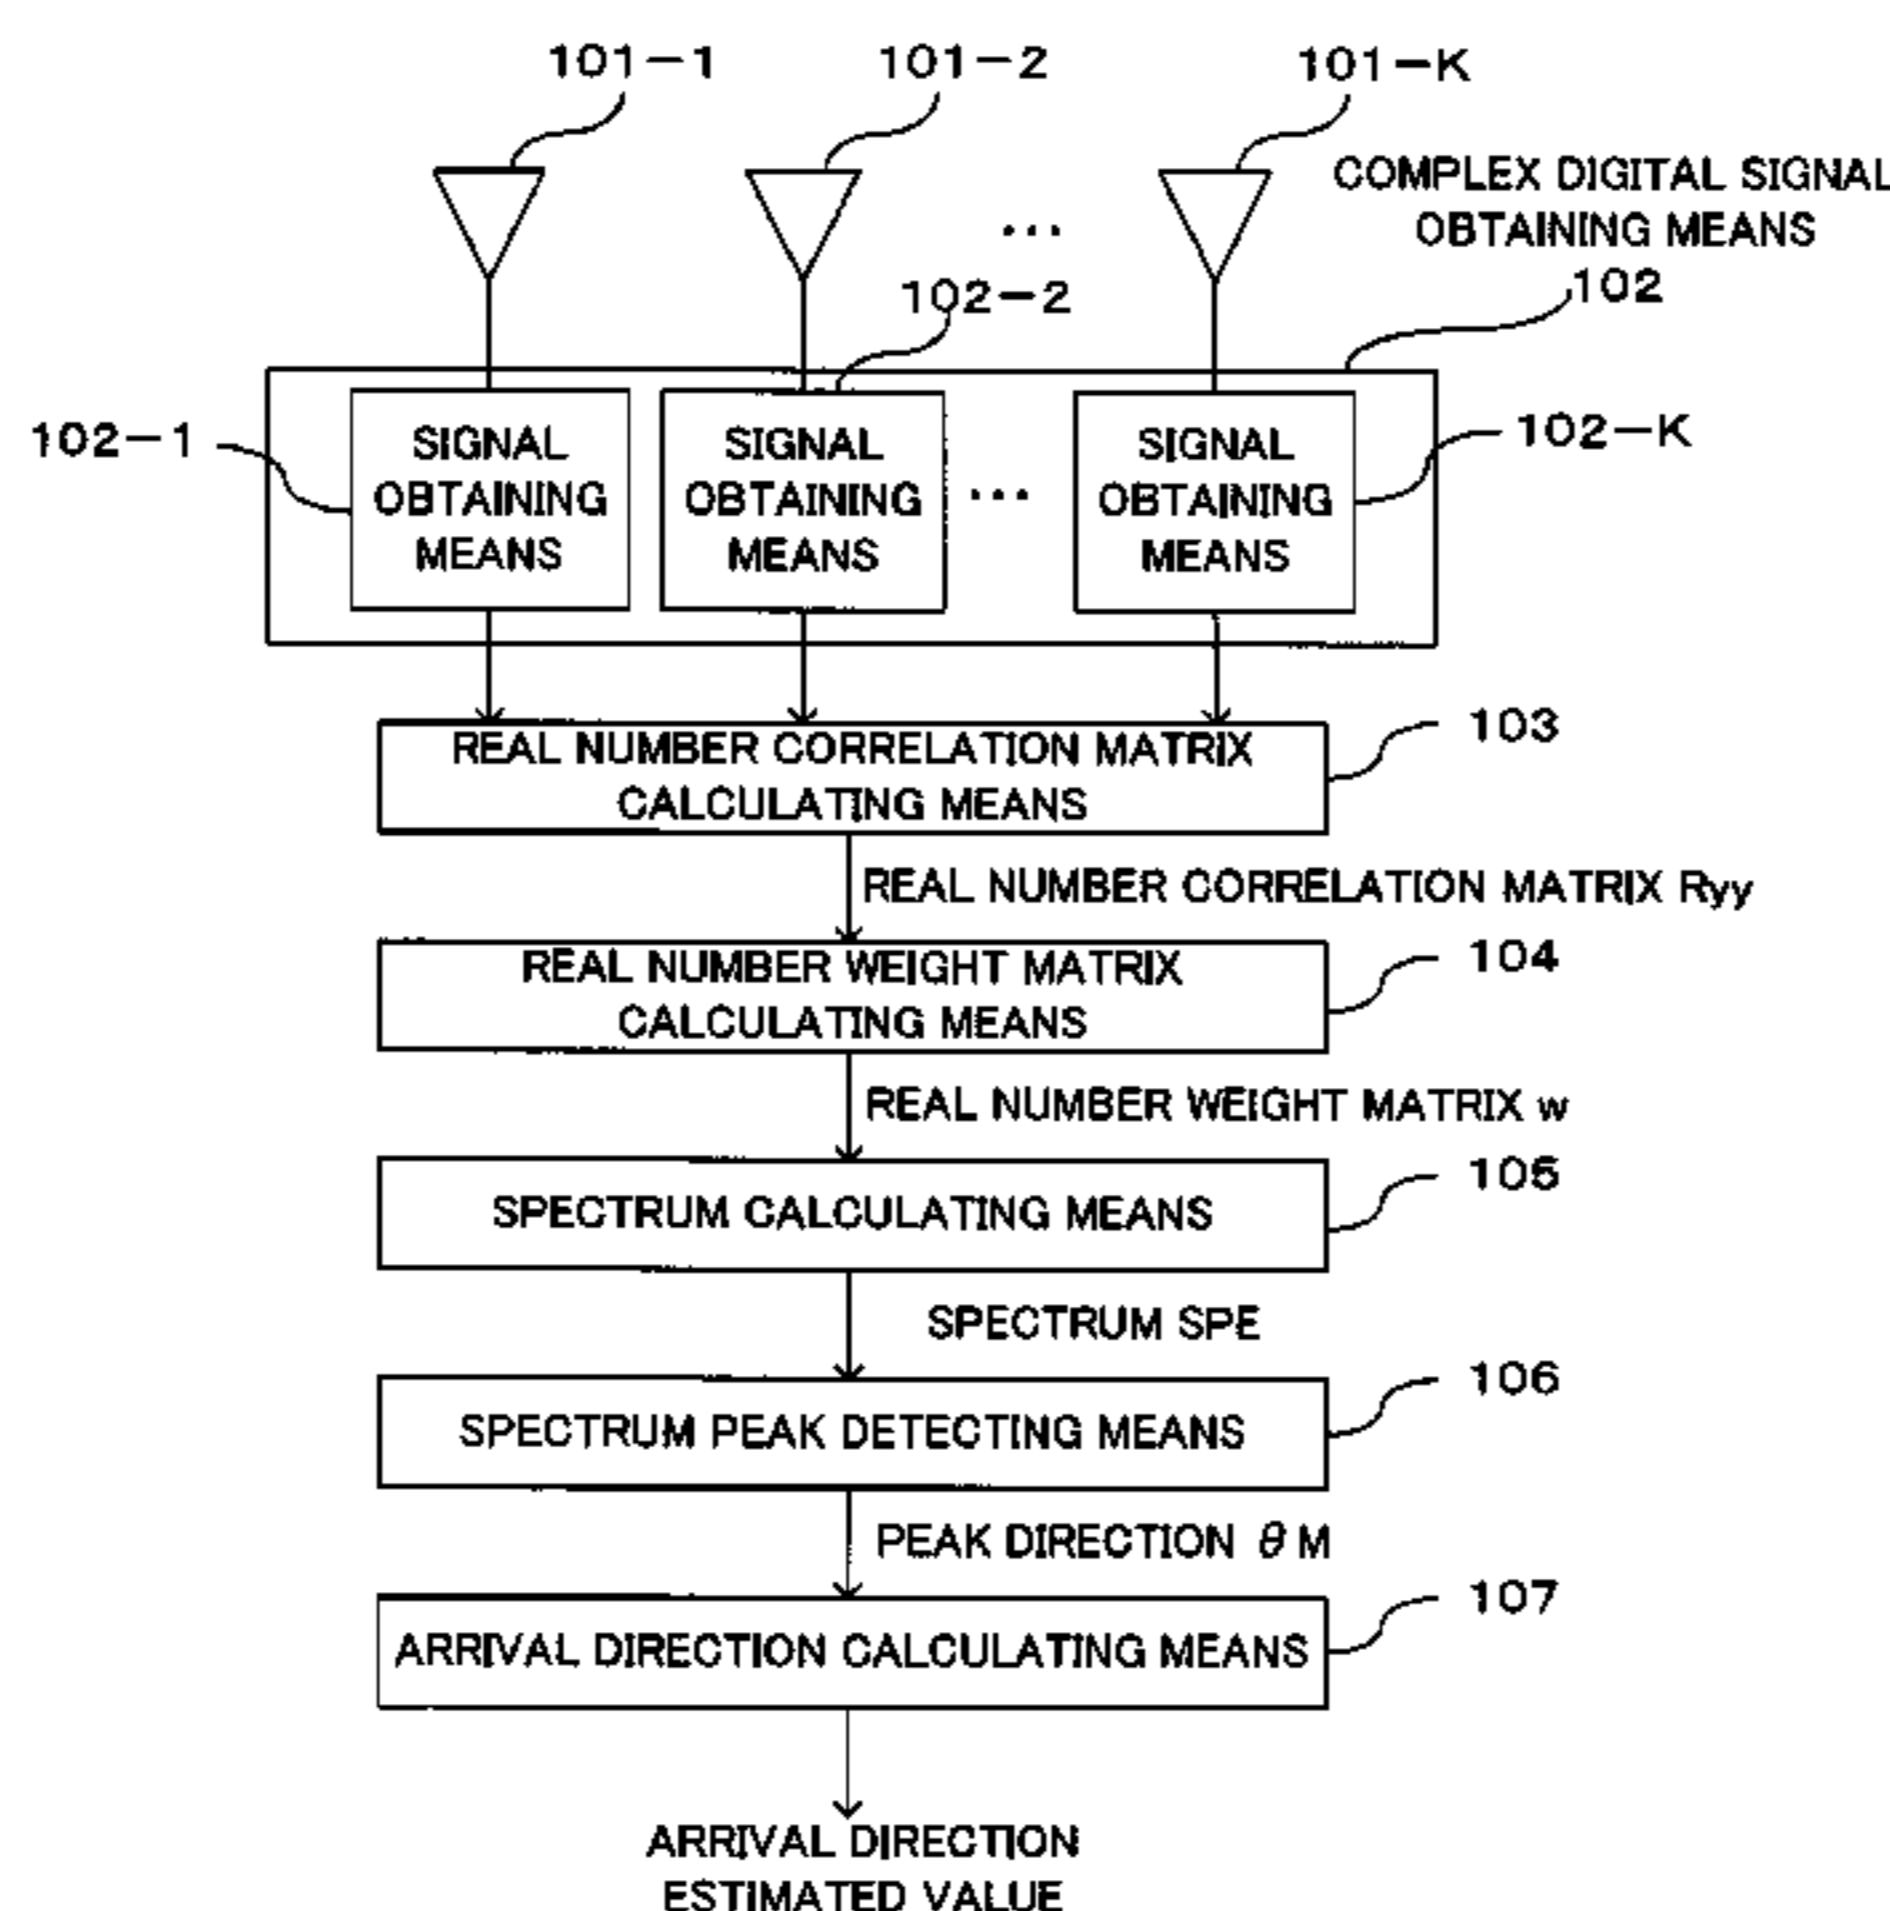 101-1
101-2
101-K
COMPLEX DIGITAL SIGNAL
OBTAINING MEANS
102
...
102-2
102-1
SIGNAL
OBTAINING
MEANS
SIGNAL
OBTAINING
MEANS
...
SIGNAL
OBTAINING
MEANS
102-K
REAL NUMBER CORRELATION MATRIX
CALCULATING MEANS
103
REAL NUMBER CORRELATION MATRIX Ryy
REAL NUMBER WEIGHT MATRIX
CALCULATING MEANS
104
REAL NUMBER WEIGHT MATRIX w
SPECTRUM CALCULATING MEANS
105
SPECTRUM SPE
SPECTRUM PEAK DETECTING MEANS
106
PEAK DIRECTION θ M
ARRIVAL DIRECTION CALCULATING MEANS
107
ARRIVAL DIRECTION
ESTIMATED VALUE